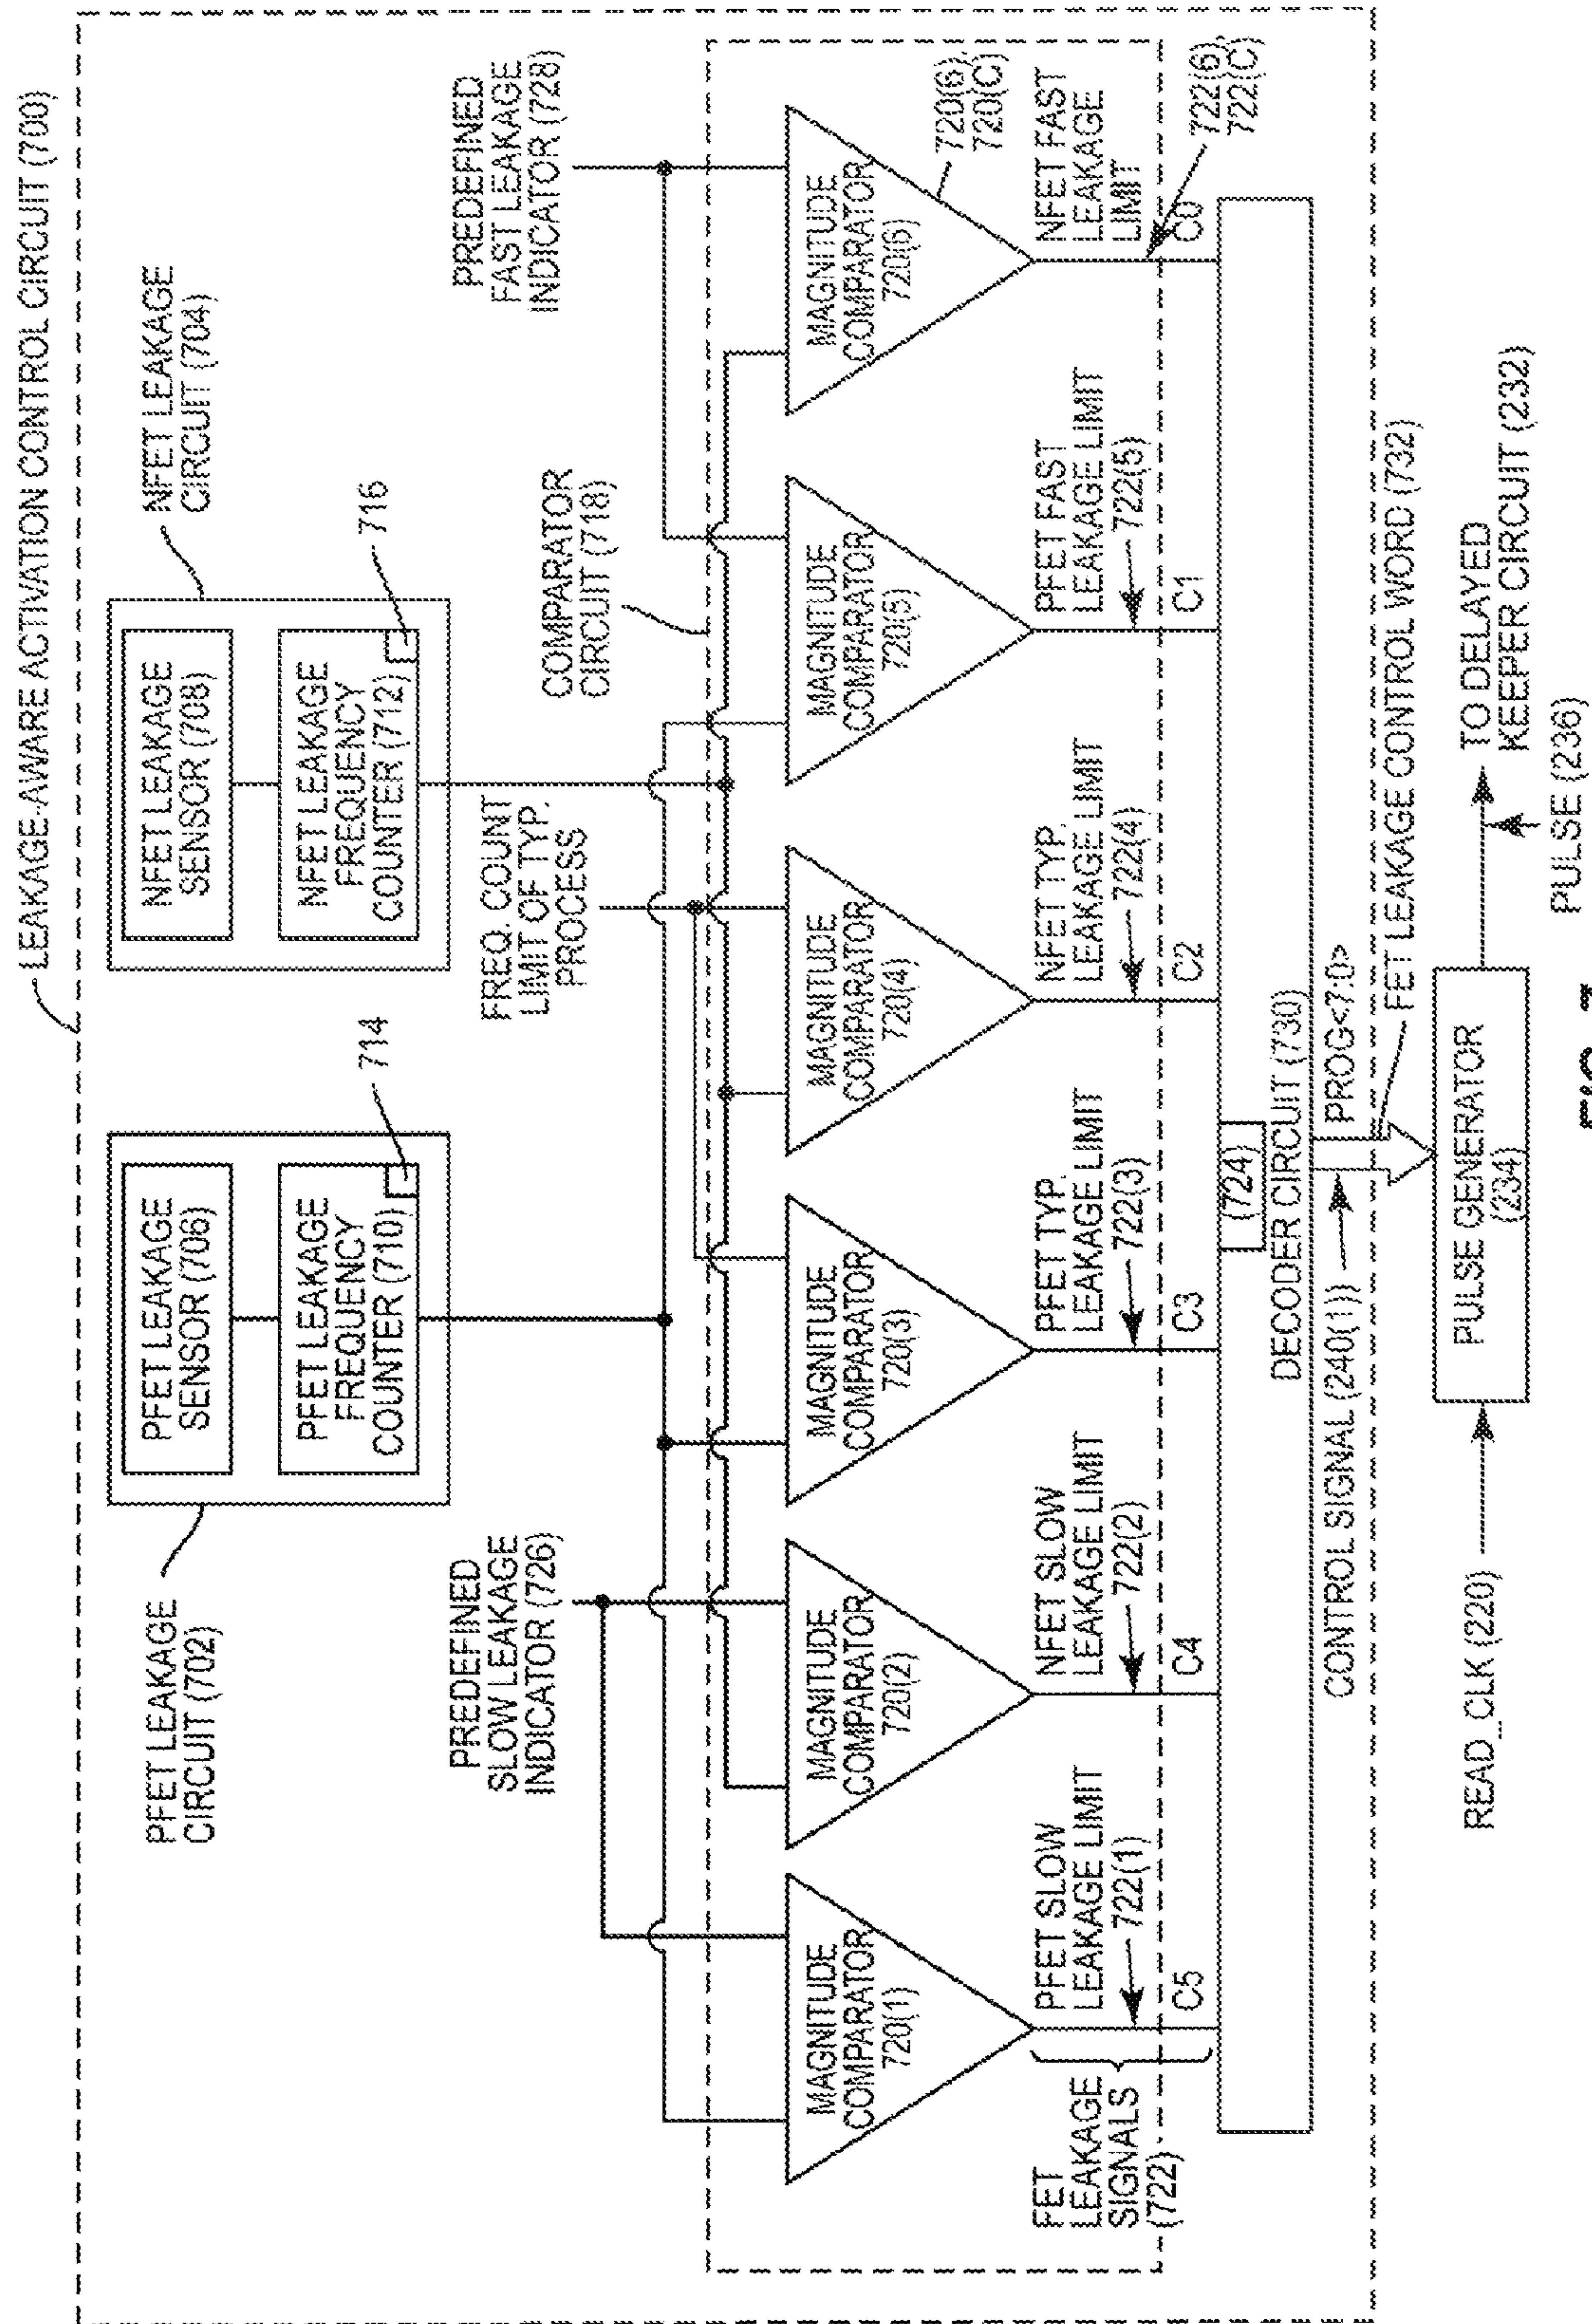 LEAKAGE-AWARE ACTIVATION CONTROL CIRCUIT (700)
PFET LEAKAGE
CIRCUIT (702)
PFET LEAKAGE
SENSOR (706)
PFET LEAKAGE
FREQUENCY
COUNTER (710)
714
NFET LEAKAGE
SENSOR (708)
NFET LEAKAGE
FREQUENCY
COUNTER (712)
716
NFET LEAKAGE
CIRCUIT (704)
PREDEFINED
SLOW LEAKAGE
INDICATOR (726)
FREQ. COUNT
LIMIT OF TYP.
PROCESS
COMPARATOR
CIRCUIT (718)
PREDEFINED
FAST LEAKAGE
INDICATOR (728)
MAGNITUDE
COMPARATOR
720(1)
MAGNITUDE
COMPARATOR
720(2)
MAGNITUDE
COMPARATOR
720(3)
MAGNITUDE
COMPARATOR
720(4)
MAGNITUDE
COMPARATOR
720(5)
MAGNITUDE
COMPARATOR
720(6)
720(6),
720(C)
FET
LEAKAGE
SIGNALS
(722)
PFET SLOW
LEAKAGE LIMIT
722(1)
C5
NFET SLOW
LEAKAGE LIMIT
722(2)
C4
PFET TYP.
LEAKAGE LIMIT
722(3)
C3
NFET TYP.
LEAKAGE LIMIT
722(4)
C2
PFET FAST
LEAKAGE LIMIT
722(5)
C1
NFET FAST
LEAKAGE
LIMIT
C0
722(6),
722(C)
(724)
DECODER CIRCUIT (730)
CONTROL SIGNAL (240(1))
PROG<7:0>
FET LEAKAGE CONTROL WORD (732)
READ_CLK (220)
PULSE GENERATOR
(234)
TO DELAYED
KEEPER CIRCUIT (232)
PULSE (236)
FIG. 7